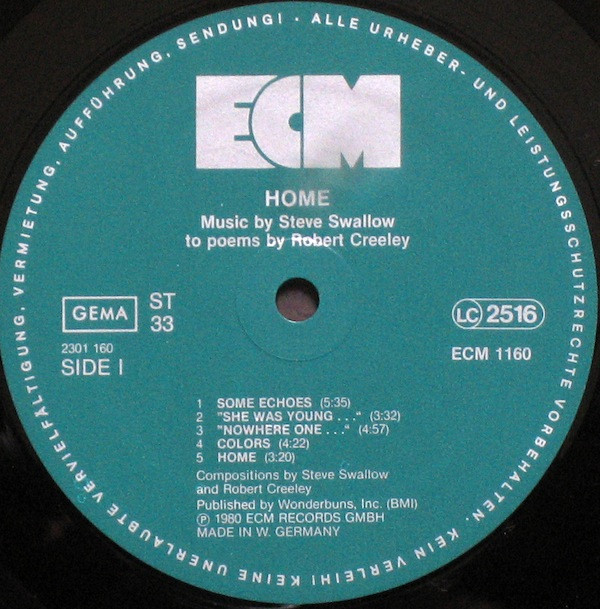 ALLE URHEBER- UND LEISTUNGSSCHUTZRECHTE VORBEHALTEN. KEIN VERLEIH! KEINE UNERLAUBTE VERVIELFÄLTIGUNG, VERMIETUNG, AUFFÜHRUNG, SENDUNG! ·
ECM
HOME
Music by Steve Swallow
to poems by Robert Creeley
GEMA
ST
33
LC 2516
2301 160
SIDE I
ECM 1160
1 SOME ECHOES (5:35)
2 "SHE WAS YOUNG . . .“ (3:32)
3 "NOWHERE ONE . . .“ (4:57)
4 COLORS (4:22)
5 HOME (3:20)
Compositions by Steve Swallow
and Robert Creeley
Published by Wonderbuns, Inc. (BMI)
℗ 1980 ECM RECORDS GMBH
MADE IN W. GERMANY